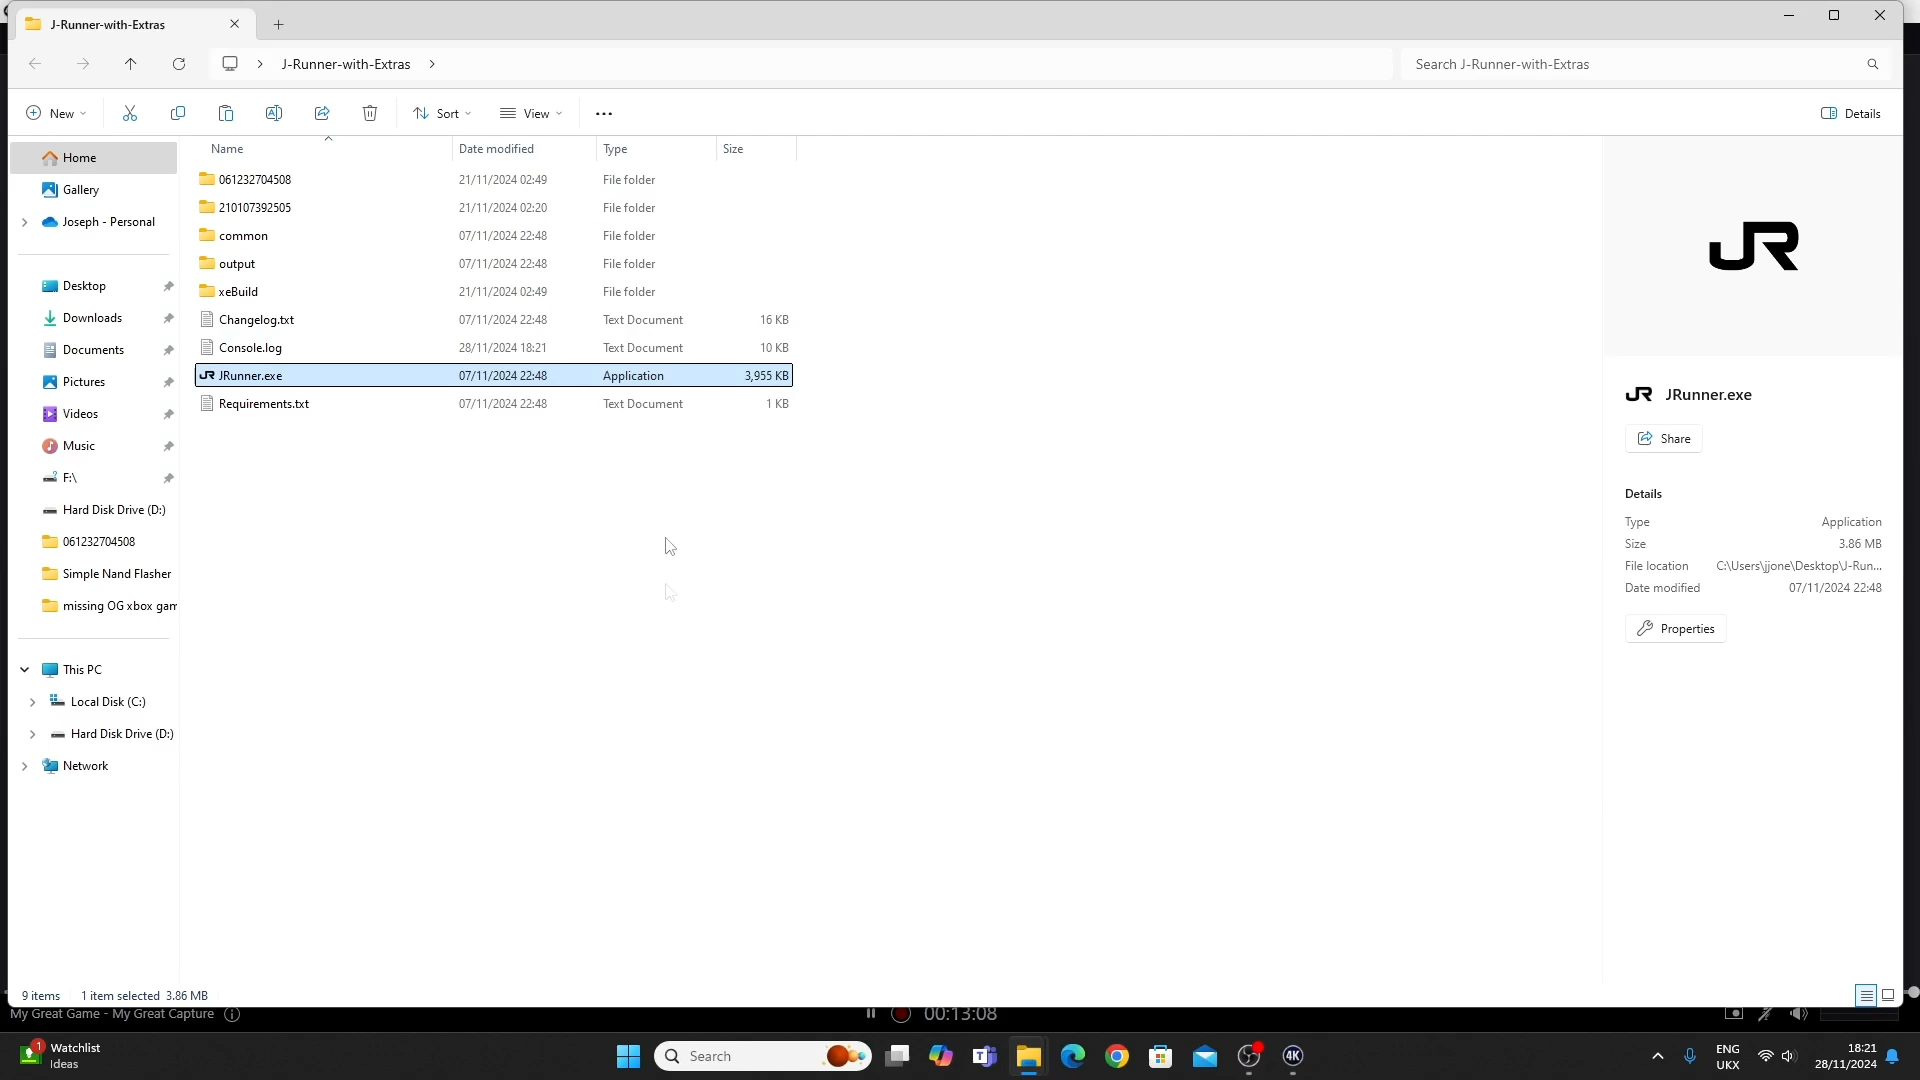 J-Runner-with-Extras
J-Runner-with-Extras
Search J-Runner-with-Extras
New
Sort
View
Details
Name
Date modified
Type
Size
Home
Gallery
Joseph - Personal
Desktop
Downloads
Documents
Pictures
Videos
Music
F:\
Hard Disk Drive (D:)
061232704508
Simple Nand Flasher
missing OG xbox gam
This PC
Local Disk (C:)
Hard Disk Drive (D:)
Network
061232704508 21/11/2024 02:49 File folder
210107392505 21/11/2024 02:20 File folder
common 07/11/2024 22:48 File folder
output 07/11/2024 22:48 File folder
xeBuild 21/11/2024 02:49 File folder
Changelog.txt 07/11/2024 22:48 Text Document 16 KB
Console.log 28/11/2024 18:21 Text Document 10 KB
JR JRunner.exe 07/11/2024 22:48 Application 3,955 KB
Requirements.txt 07/11/2024 22:48 Text Document 1 KB
JR
JR JRunner.exe
Share
Details
Type Application
Size 3.86 MB
File location C:\Users\jjone\Desktop\J-Run...
Date modified 07/11/2024 22:48
Properties
9 items 1 item selected 3.86 MB
My Great Game - My Great Capture
00:13:08
1
Watchlist
Ideas
Search
4K
ENG
UKX
18:21
28/11/2024